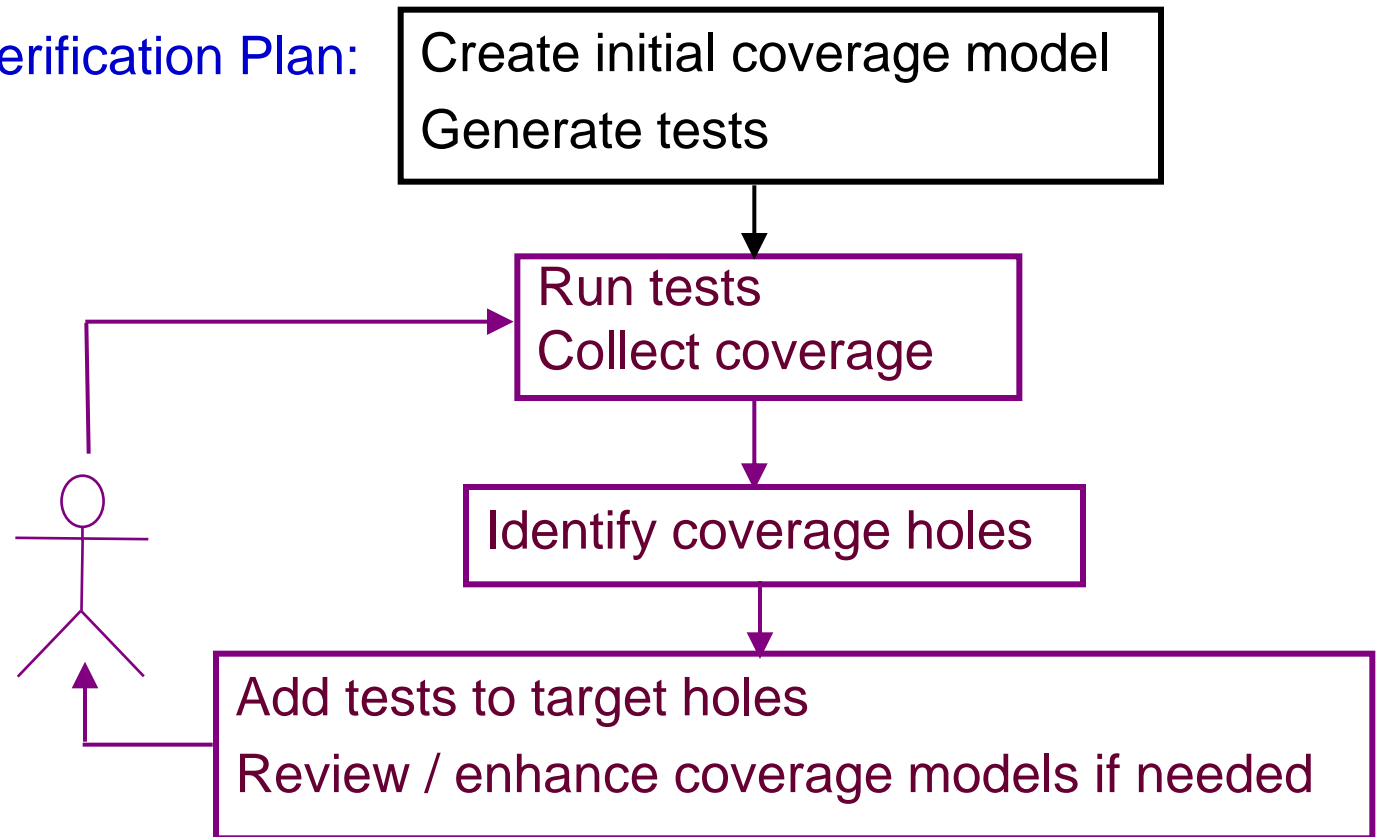 erification Plan:
Create initial coverage model
Generate tests
Run tests
Collect coverage
Identify coverage holes
Add tests to target holes
Review / enhance coverage models if needed